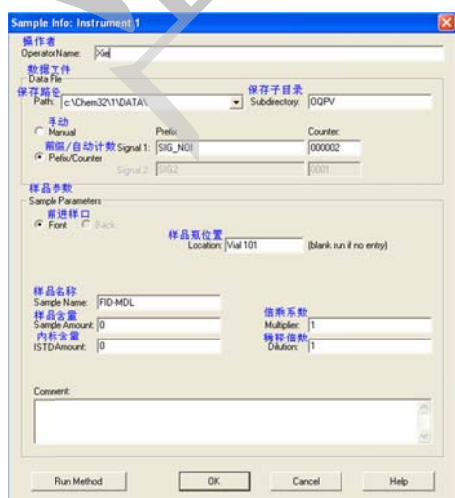 Sample Info: Instrument 1
操作者
OperatorName: Xie
数据文件
Data File
保存路径 保存子目录
Path: c:\Chem32\1\DATA\ Subdirectory: OQPV
手动
Manual Prefix Counter:
前缀/自动计数 Signal 1: SIG_NOI 000002
Pefix/Counter
Signal 2: SIG2 0001
样品参数
Sample Parameters
前进样口
Font Back
样品瓶位置
Location: Vial 101 (blank run if no entry)
样品名称
Sample Name: FID-MDL
样品含量 倍乘系数
Sample Amount: 0 Multiplier: 1
内标含量 稀释倍数
ISTDAmount: 0 Dilution: 1
Comment:
Run Method OK Cancel Help